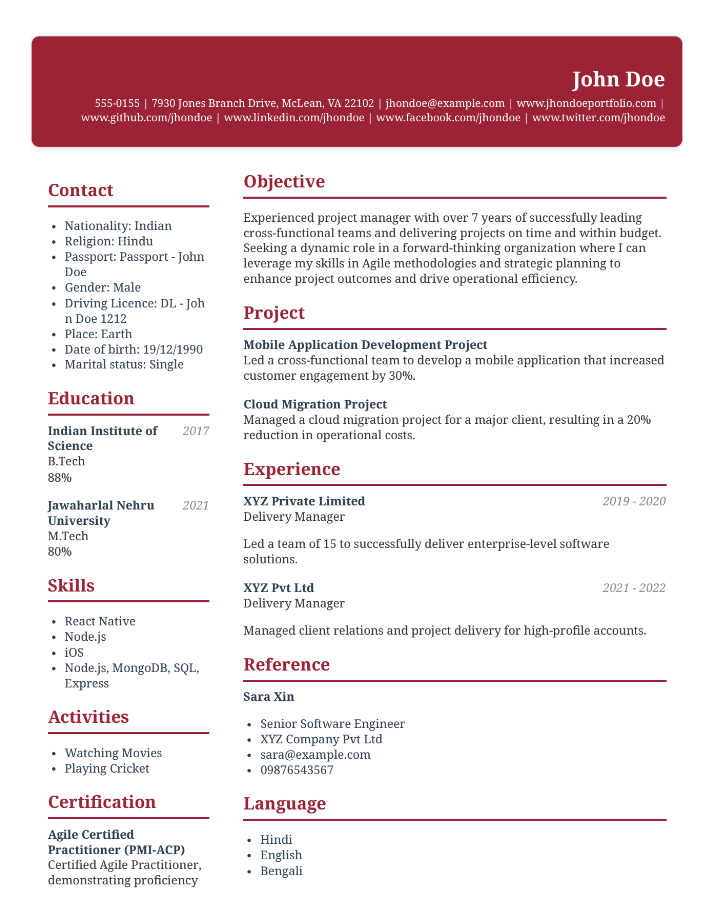 John Doe
555-0155 | 7930 Jones Branch Drive, McLean, VA 22102 | jhondoe@example.com | www.jhondoeportfolio.com |
www.github.com/jhondoe | www.linkedin.com/jhondoe | www.facebook.com/jhondoe | www.twitter.com/jhondoe
Contact
• Nationality: Indian
• Religion: Hindu
• Passport: Passport - John
Doe
• Gender: Male
• Driving Licence: DL - Joh
n Doe 1212
• Place: Earth
• Date of birth: 19/12/1990
• Marital status: Single
Education
Indian Institute of 2017
Science
B.Tech
88%
Jawaharlal Nehru 2021
University
M.Tech
80%
Skills
• React Native
• Node.js
• iOS
• Node.js, MongoDB, SQL,
Express
Activities
• Watching Movies
• Playing Cricket
Certification
Agile Certified
Practitioner (PMI-ACP)
Certified Agile Practitioner,
demonstrating proficiency
Objective
Experienced project manager with over 7 years of successfully leading
cross-functional teams and delivering projects on time and within budget.
Seeking a dynamic role in a forward-thinking organization where I can
leverage my skills in Agile methodologies and strategic planning to
enhance project outcomes and drive operational efficiency.
Project
Mobile Application Development Project
Led a cross-functional team to develop a mobile application that increased
customer engagement by 30%.
Cloud Migration Project
Managed a cloud migration project for a major client, resulting in a 20%
reduction in operational costs.
Experience
XYZ Private Limited 2019 - 2020
Delivery Manager
Led a team of 15 to successfully deliver enterprise-level software
solutions.
XYZ Pvt Ltd 2021 - 2022
Delivery Manager
Managed client relations and project delivery for high-profile accounts.
Reference
Sara Xin
• Senior Software Engineer
• XYZ Company Pvt Ltd
• sara@example.com
• 09876543567
Language
• Hindi
• English
• Bengali